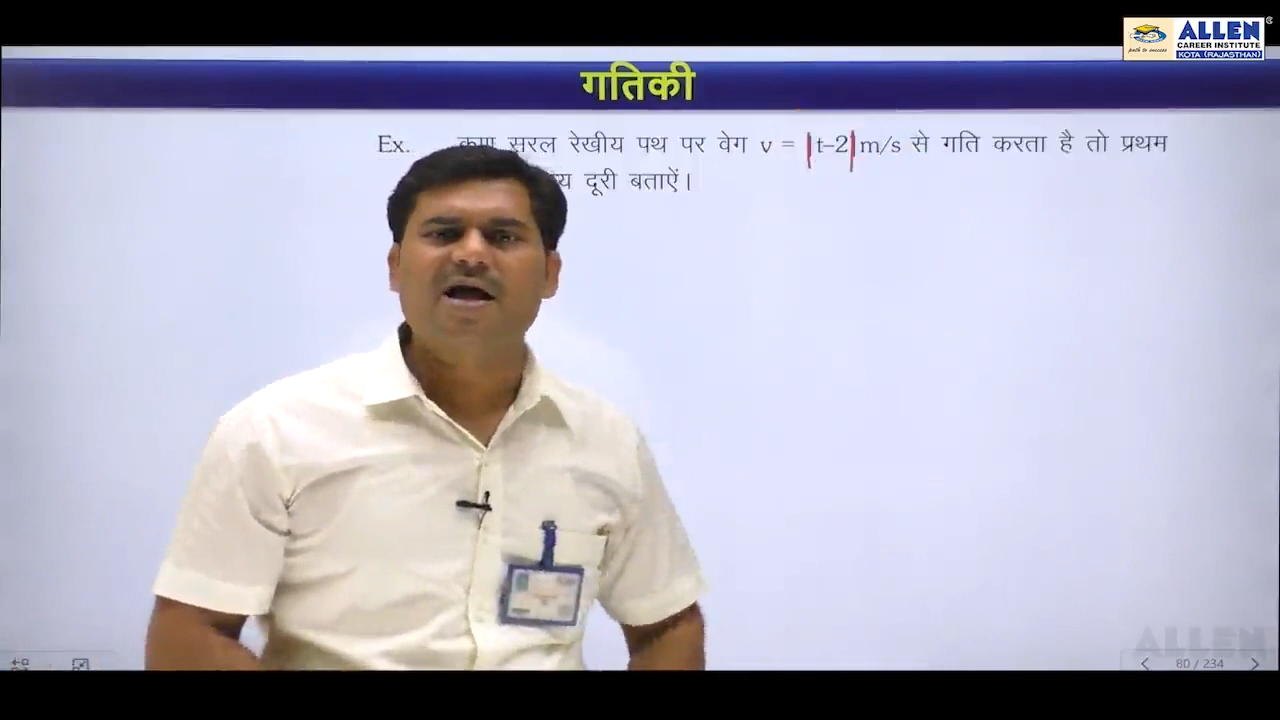 ALLEN
path to success
CAREER INSTITUTE
KOTA (RAJASTHAN)
गतिकी
Ex. सरल रेखीय पथ पर वेग v = |t–2| m/s से गति करता है तो प्रथम
दूरी बताऐं।
ALLEN
80 / 234